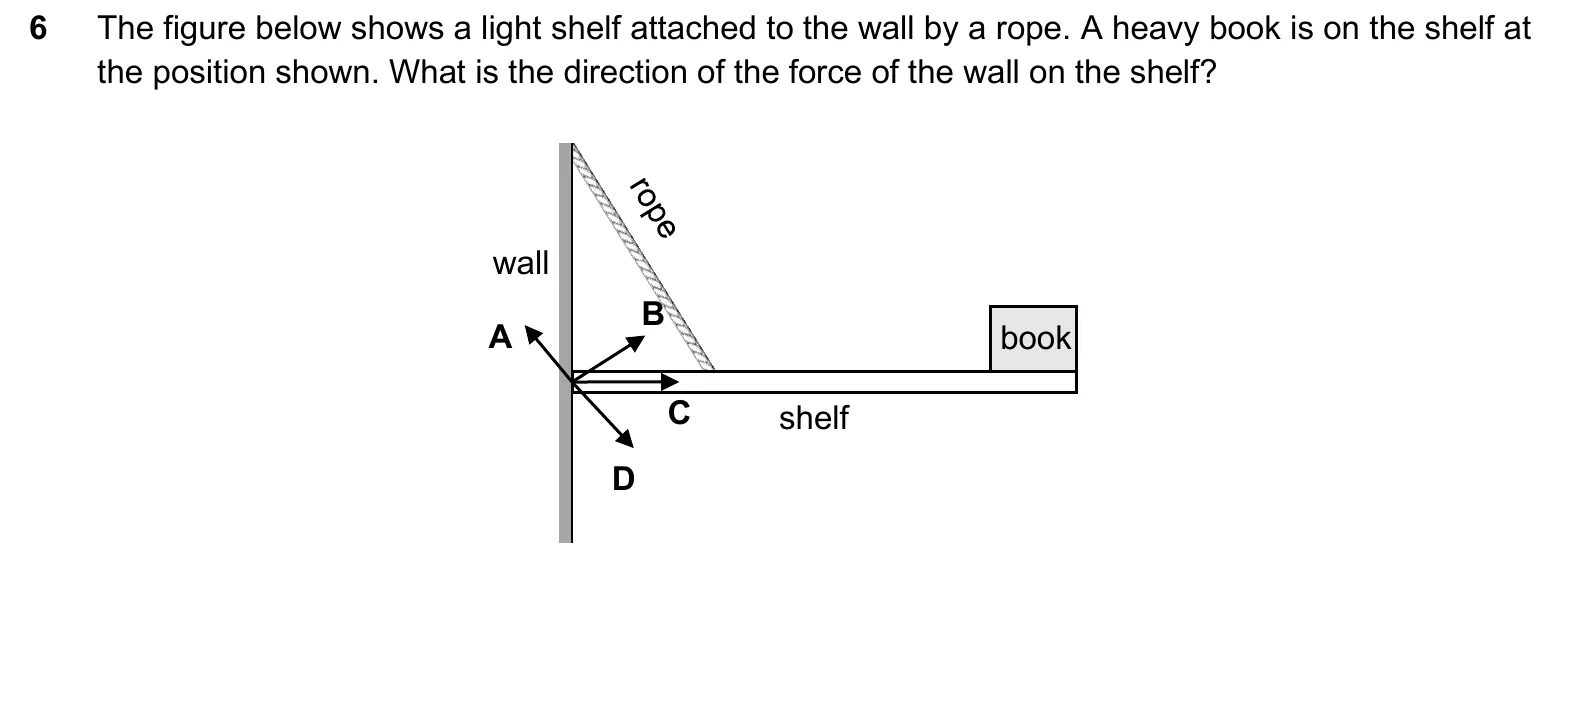 6 The figure below shows a light shelf attached to the wall by a rope. A heavy book is on the shelf at
the position shown. What is the direction of the force of the wall on the shelf?
rope
wall
B
A
book
C
shelf
D